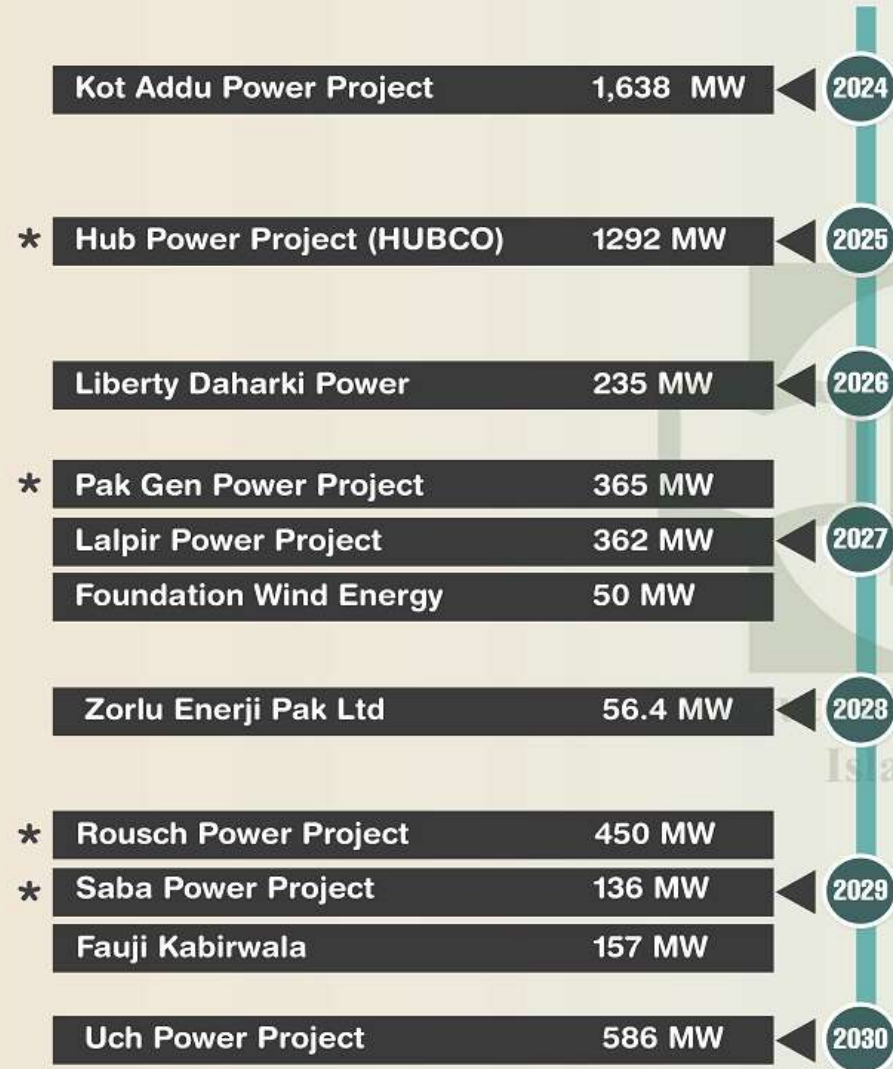 Kot Addu Power Project 1,638 MW 2024
* Hub Power Project (HUBCO) 1292 MW 2025
Liberty Daharki Power 235 MW 2026
* Pak Gen Power Project 365 MW
Lalpir Power Project 362 MW 2027
Foundation Wind Energy 50 MW
Zorlu Enerji Pak Ltd 56.4 MW 2028
* Rousch Power Project 450 MW
* Saba Power Project 136 MW 2029
Fauji Kabirwala 157 MW
Uch Power Project 586 MW 2030